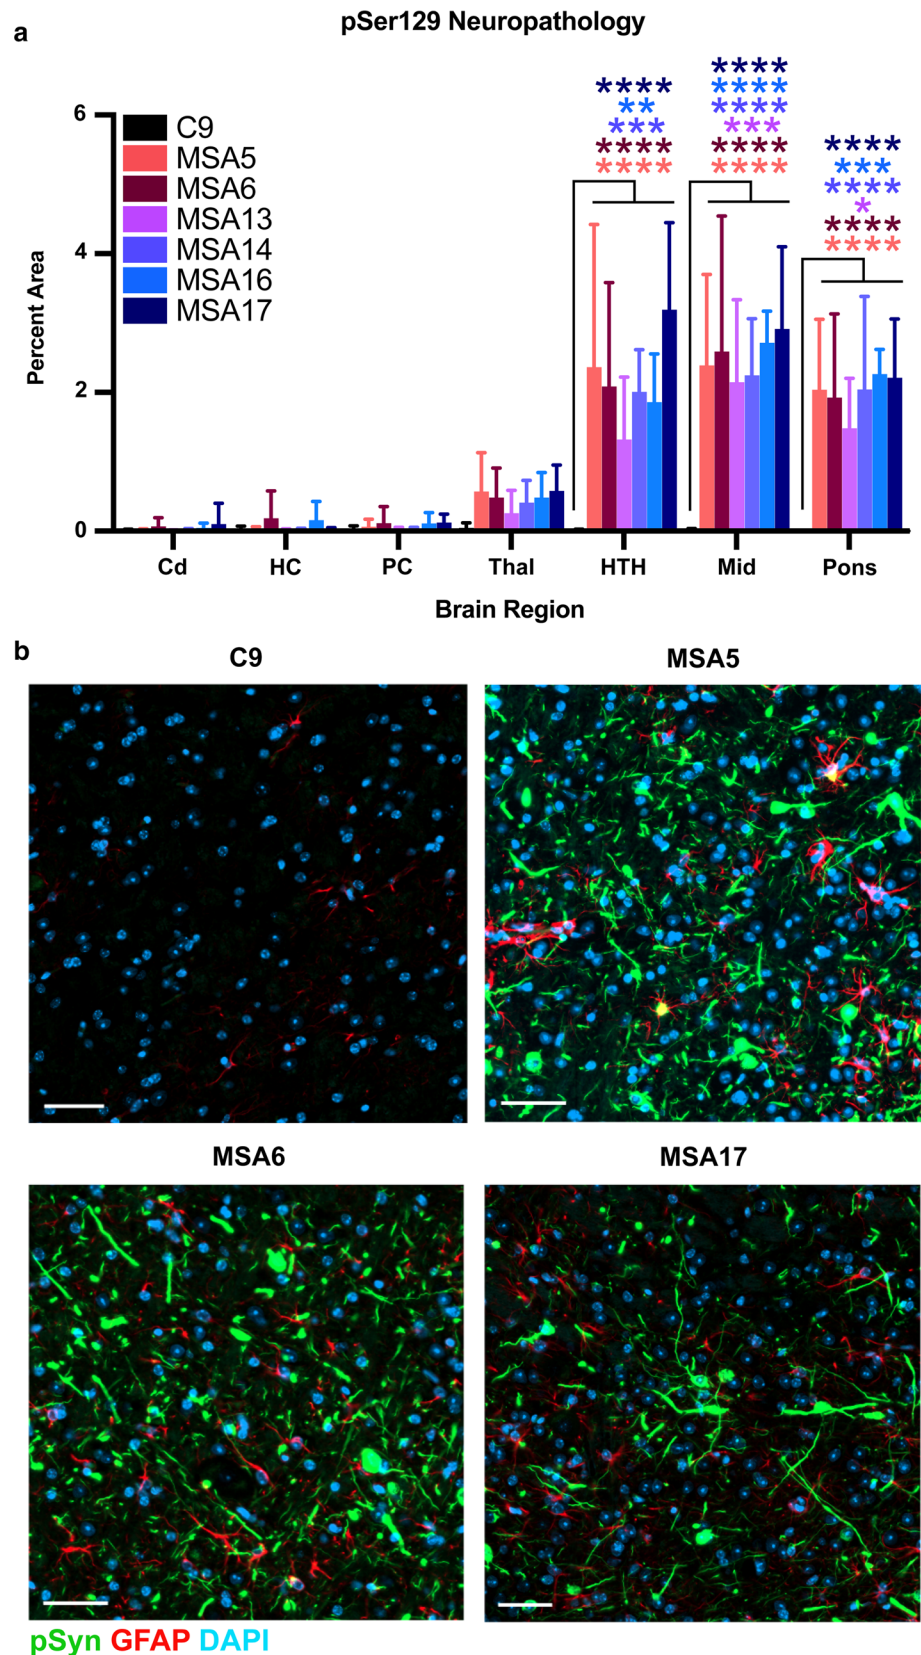 a
pSer129 Neuropathology
****
**
***
****
****
****
****
****
***
****
****
****
***
****
*
****
****
6
4
2
0
Percent Area
C9
MSA5
MSA6
MSA13
MSA14
MSA16
MSA17
Cd HC PC Thal HTH Mid Pons
Brain Region
b
C9 MSA5
MSA6 MSA17
pSyn GFAP DAPI